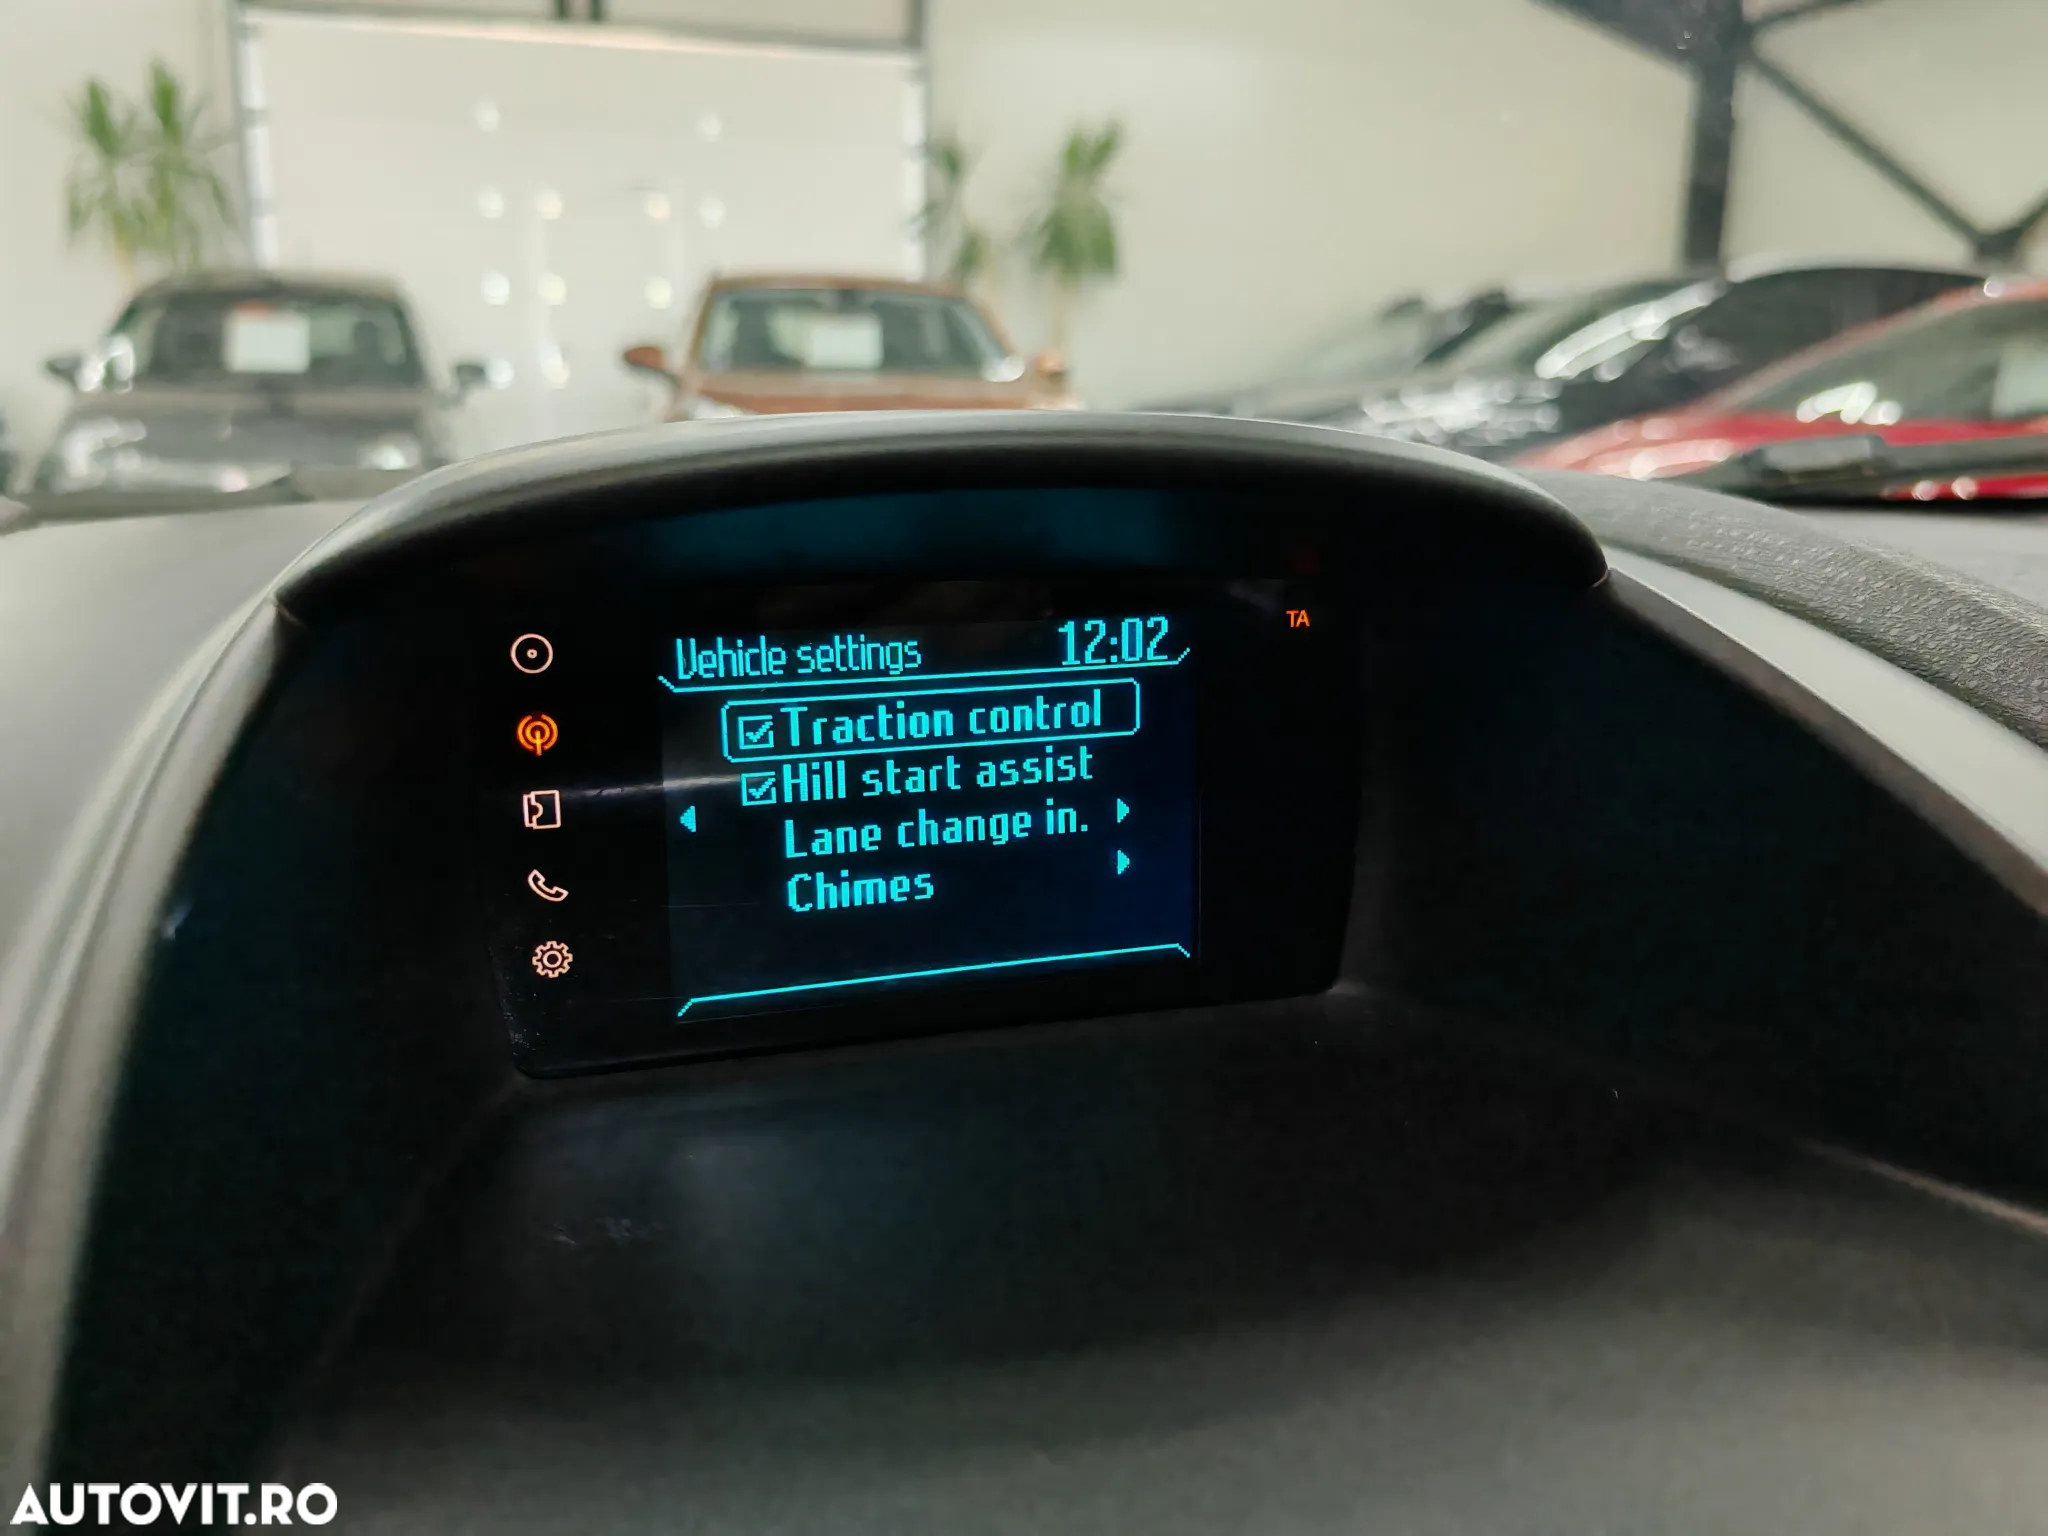 Vehicle settings 12:02
TA
Traction control
Hill start assist
Lane change in.
Chimes
AUTOVIT.RO